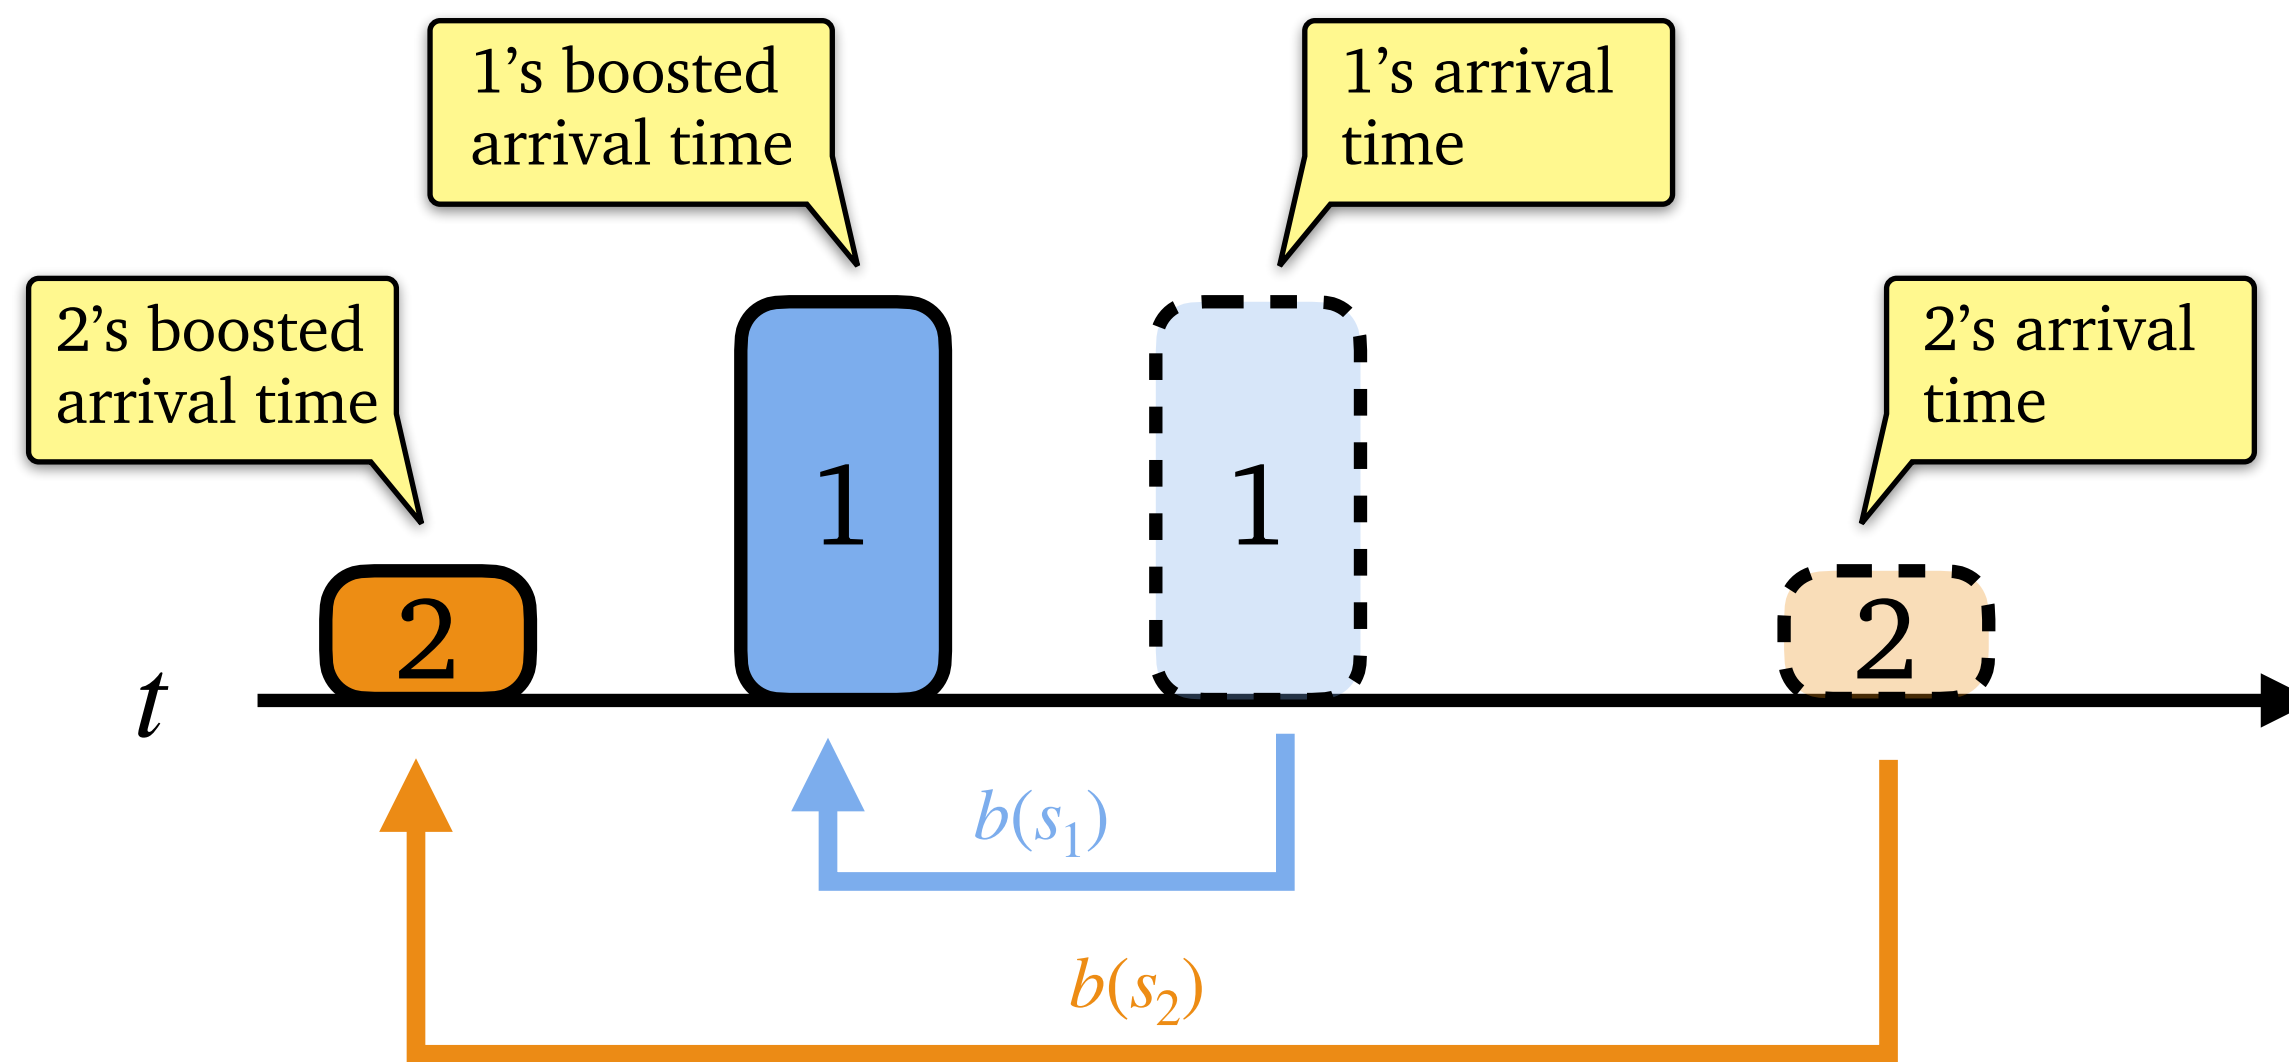 1’s boosted
arrival time
1’s arrival
time
2’s boosted
arrival time
2’s arrival
time
1
1
2
2
t
b(s₁)
b(s₂)